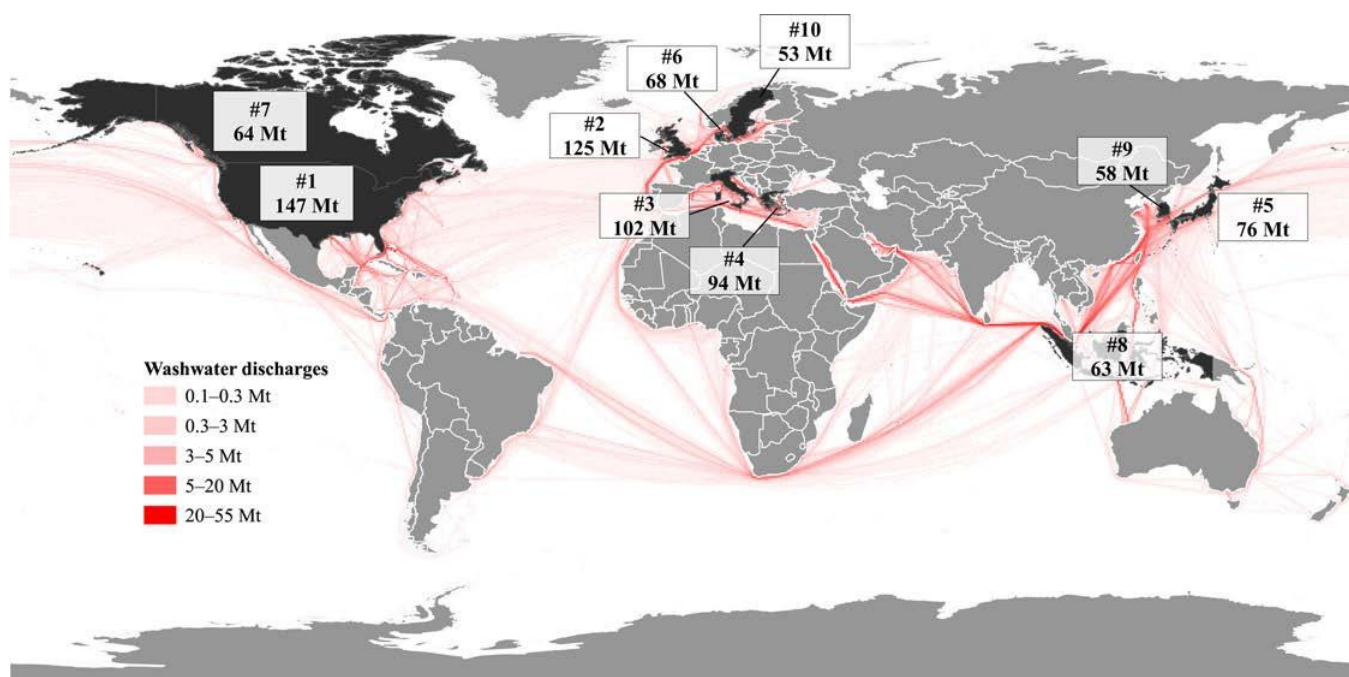 #10
53 Mt
#6
68 Mt
#7
64 Mt
#2
125 Mt
#9
58 Mt
#1
147 Mt
#3
102 Mt
#5
76 Mt
#4
94 Mt
#8
63 Mt
Washwater discharges
0.1–0.3 Mt
0.3–3 Mt
3–5 Mt
5–20 Mt
20–55 Mt